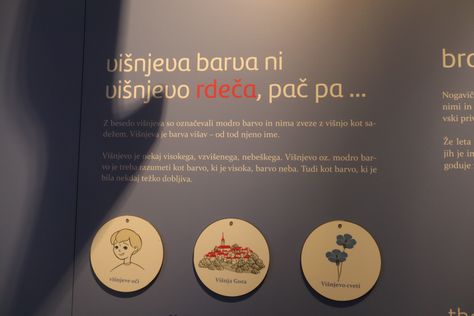 višnjeva barva ni
višnjevo rdeča, pač pa ...
Z besedo višnjeva so označevali modro barvo in nima zveze z višnjo kot sa-
dežem. Višnjeva je barva višav – od tod njeno ime.
Višnjevo je nekaj visokega, vzvišenega, nebeškega. Višnjevo oz. modro bar-
vo je treba razumeti kot barvo, ki je visoka, barvo neba. Tudi kot barvo, ki je
bila nekdaj težko dobljiva.
višnjeve oči
Višnja Gora
Višnjevo cveti
bro
Nogavič
nimi in
vski priv
Že leta
jih je im
goduje